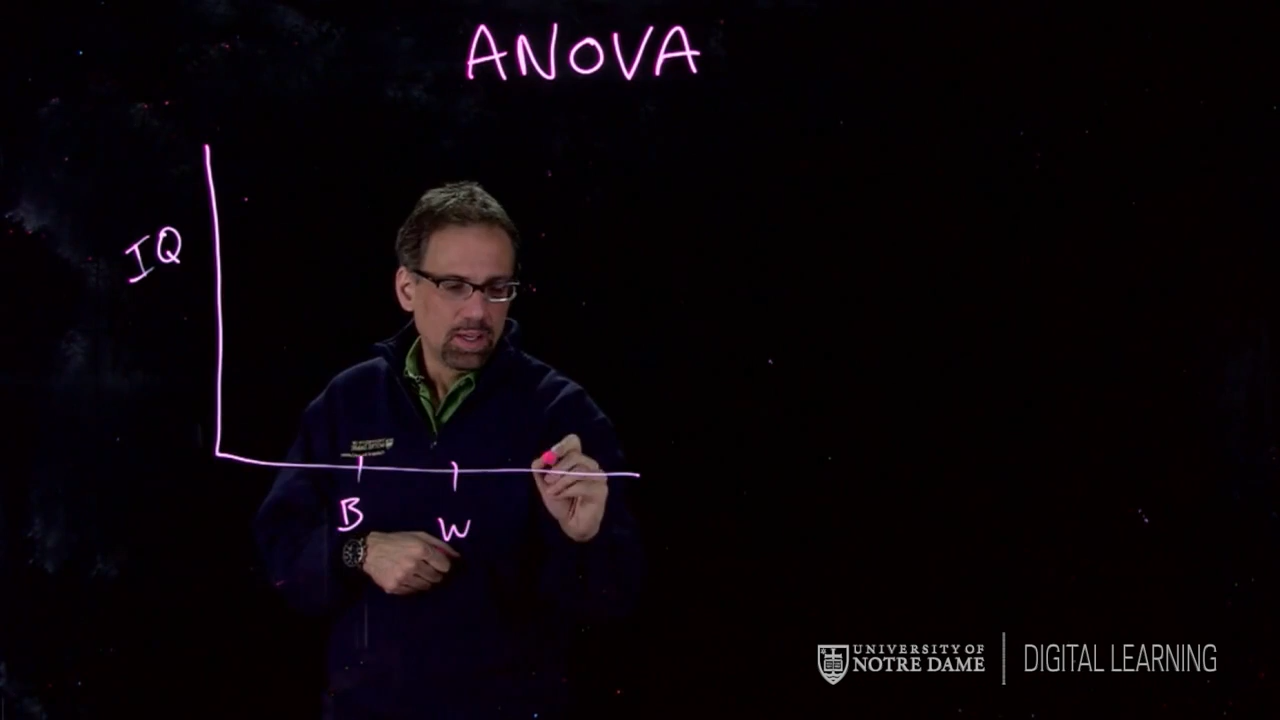 ANOVA
IQ
B
W
UNIVERSITY OF
NOTRE DAME
DIGITAL LEARNING